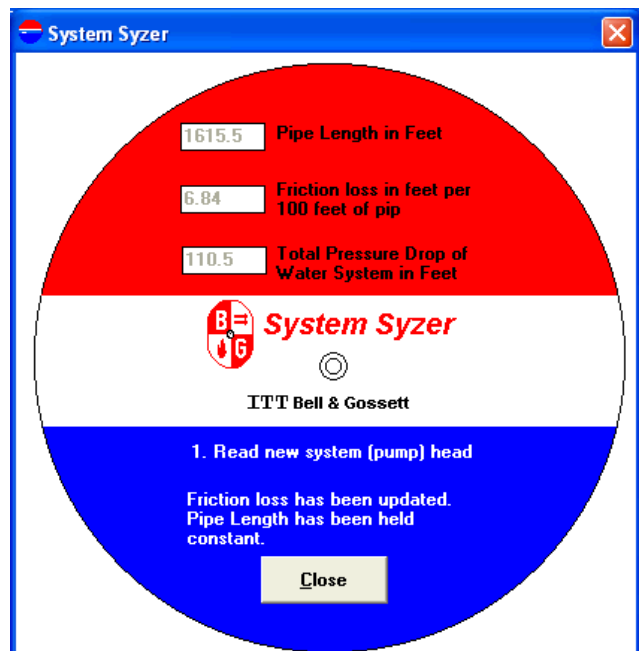 System Syzer
1615.5 Pipe Length in Feet
6.84 Friction loss in feet per
100 feet of pip
110.5 Total Pressure Drop of
Water System in Feet
B G System Syzer
ITT Bell & Gossett
1. Read new system (pump) head
Friction loss has been updated.
Pipe Length has been held
constant.
Close